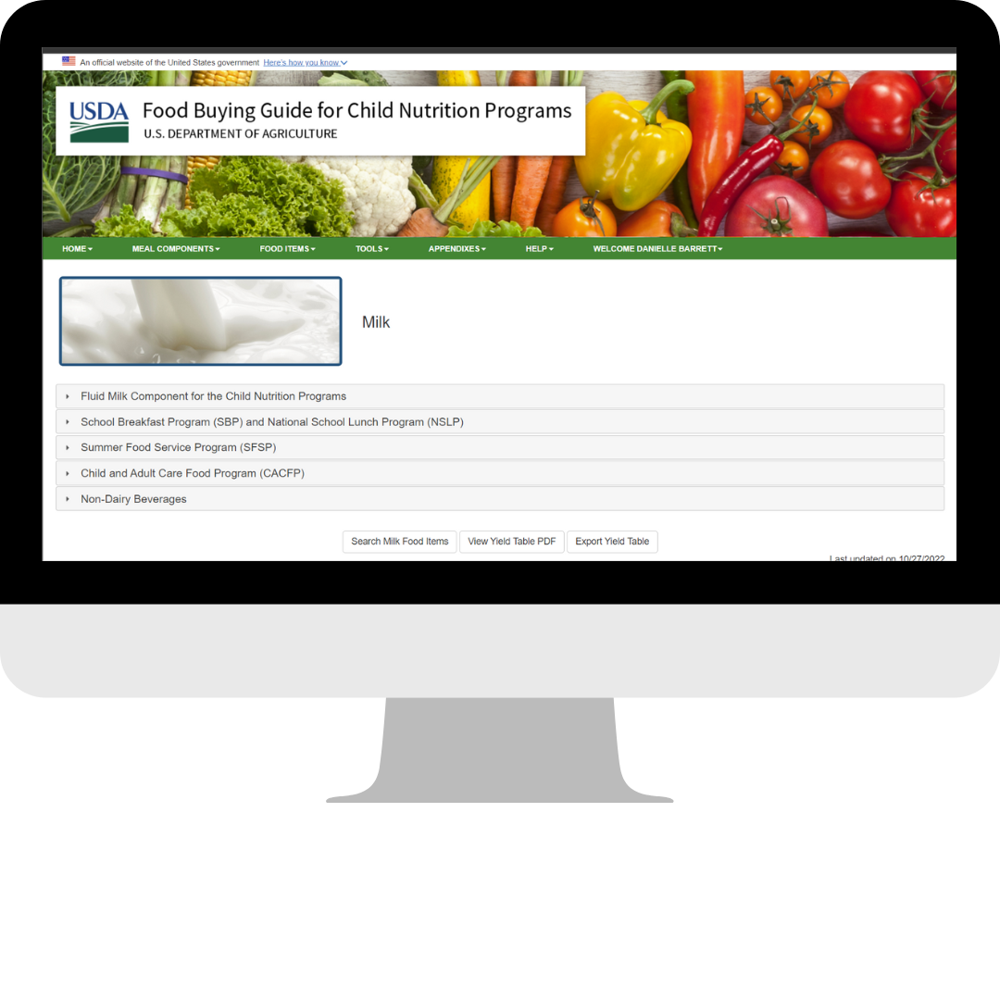 An official website of the United States government Here's how you know
USDA
Food Buying Guide for Child Nutrition Programs
U.S. DEPARTMENT OF AGRICULTURE
HOME MEAL COMPONENTS FOOD ITEMS TOOLS APPENDIXES HELP WELCOME DANIELLE BARRETT
Milk
Fluid Milk Component for the Child Nutrition Programs
School Breakfast Program (SBP) and National School Lunch Program (NSLP)
Summer Food Service Program (SFSP)
Child and Adult Care Food Program (CACFP)
Non-Dairy Beverages
Search Milk Food Items View Yield Table PDF Export Yield Table
Last updated on 10/27/2022